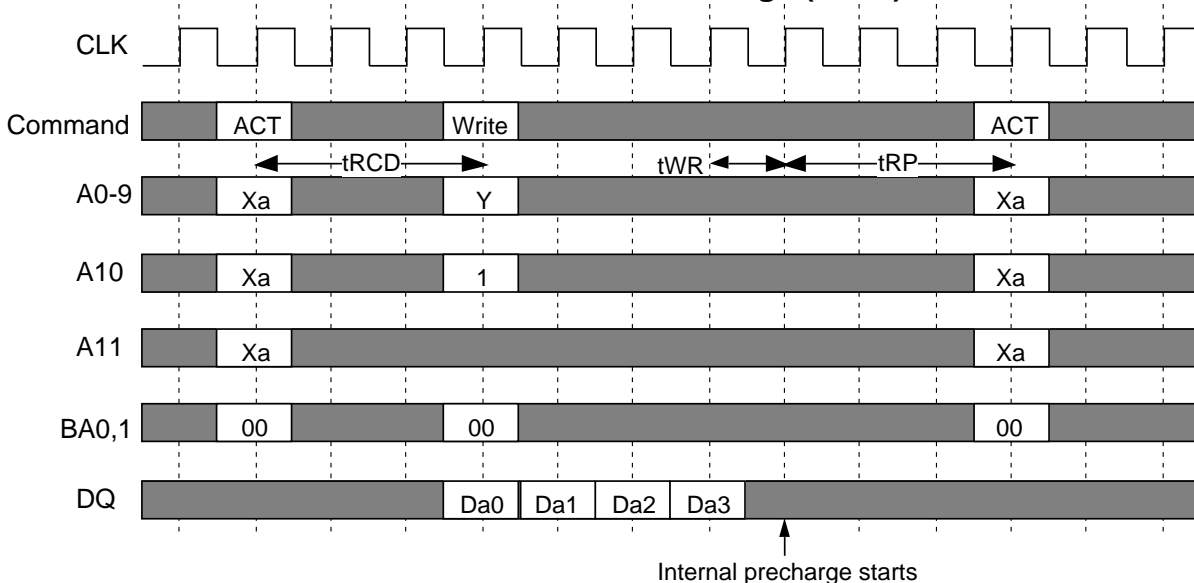 CLK
Command ACT Write ACT
tRCD tWR tRP
A0-9 Xa Y Xa
A10 Xa 1 Xa
A11 Xa Xa
BA0,1 00 00 00
DQ Da0 Da1 Da2 Da3
Internal precharge starts